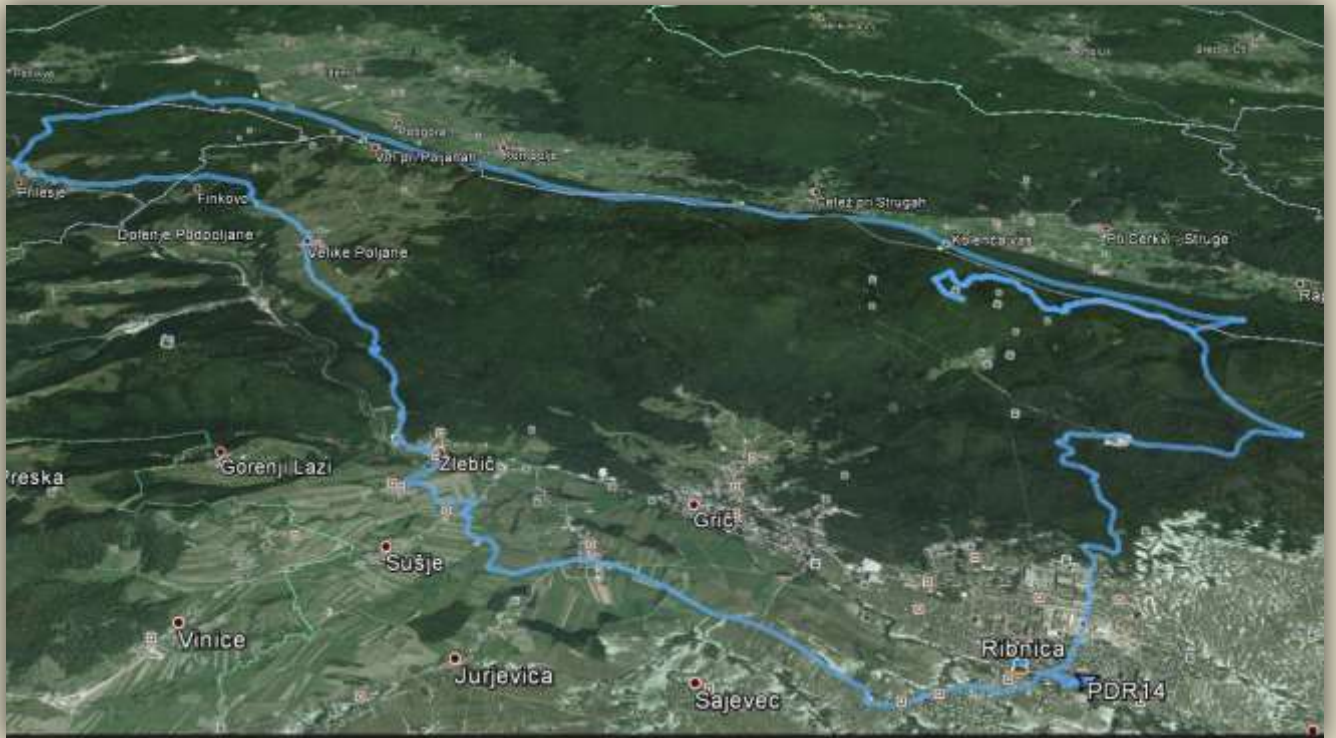 Podgora
Kompolje
Vrh pri Poljanah
Prilesje
Finkovo
Četež pri Strugah
Dolenje Podpoljane
Velike Poljane
Kolenča vas
Pri Cerkvi - Struge
Gorenji Lazi
Žlebič
Preska
Grič
Sušje
Vinice
Jurjevica
Sajevec
Ribnica
PDR14